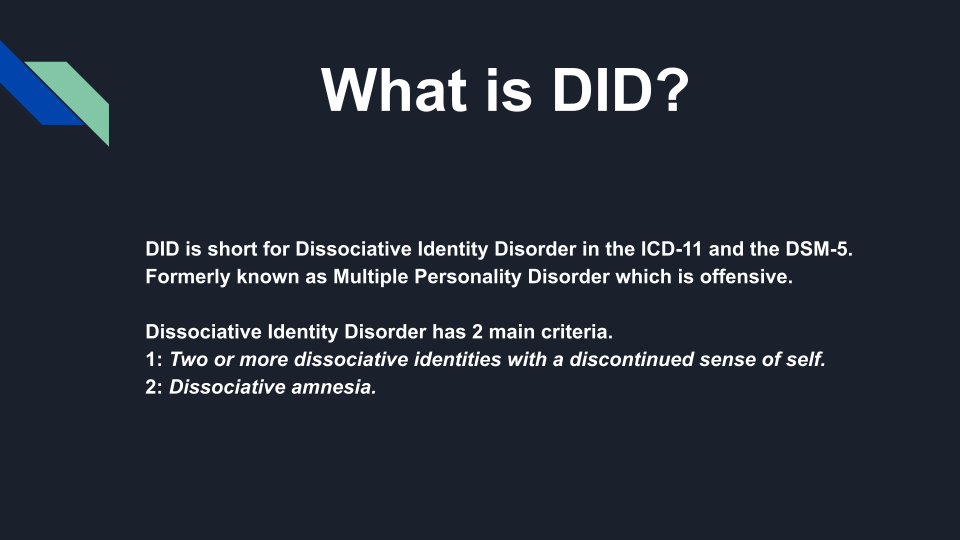 What is DID?
DID is short for Dissociative Identity Disorder in the ICD-11 and the DSM-5.
Formerly known as Multiple Personality Disorder which is offensive.
Dissociative Identity Disorder has 2 main criteria.
1: Two or more dissociative identities with a discontinued sense of self.
2: Dissociative amnesia.